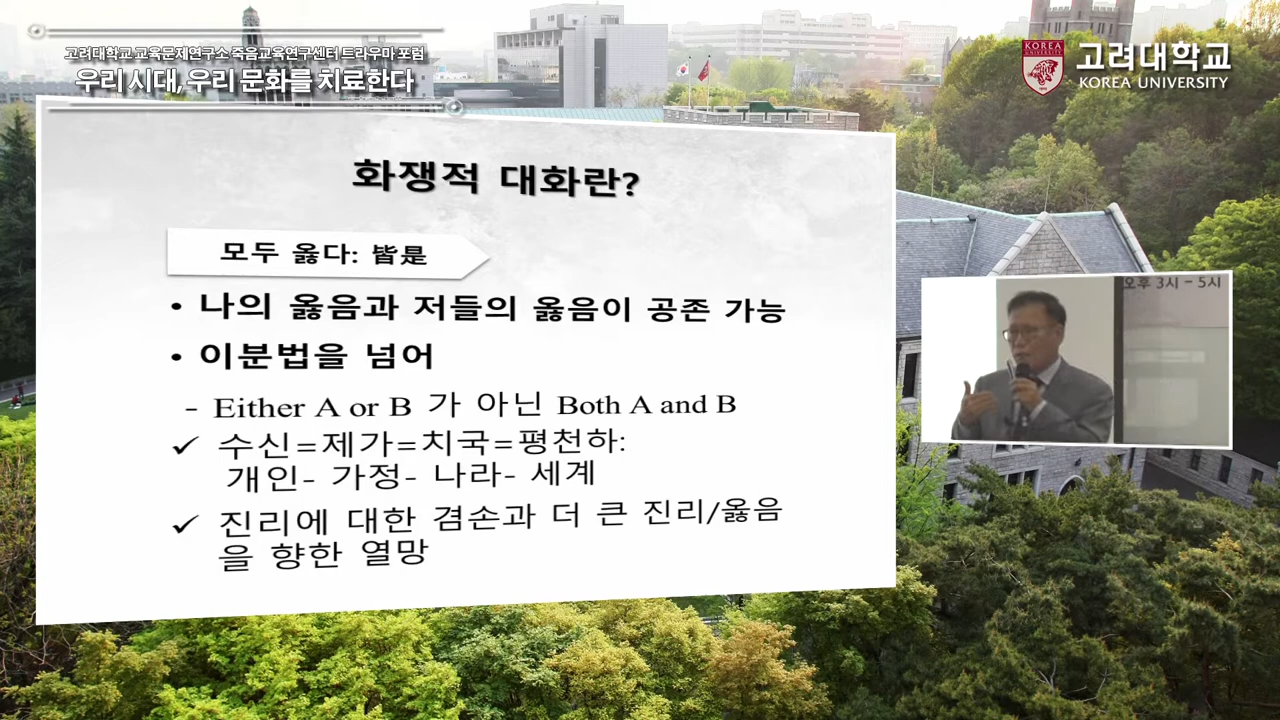 고려대학교 교육문제연구소 죽음교육연구센터 트라우마 포럼
우리 시대, 우리 문화를 치료한다
KOREA
UNIVERSITY
고려대학교
KOREA UNIVERSITY
화쟁적 대화란?
모두 옳다: 皆是
• 나의 옳음과 저들의 옳음이 공존 가능
• 이분법을 넘어
- Either A or B 가 아닌 Both A and B
✓ 수신=제가=치국=평천하:
개인- 가정- 나라- 세계
✓ 진리에 대한 겸손과 더 큰 진리/옳음
을 향한 열망
오후 3시 - 5시